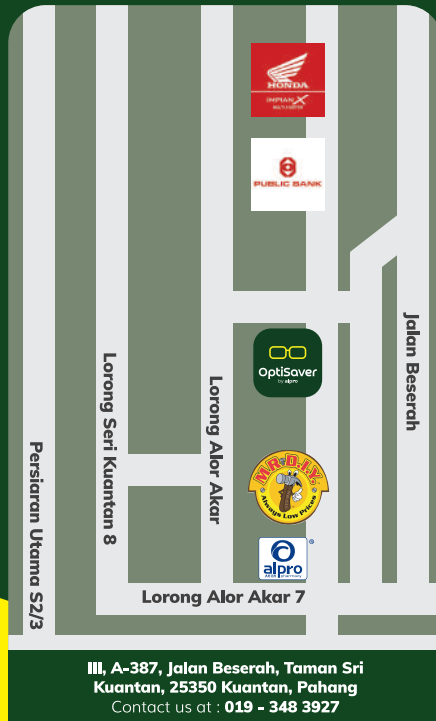 HONDA
IMPIAN X
PUBLIC BANK
Jalan Beserah
OptiSaver
by alpro
Lorong Seri Kuantan 8
Lorong Alor Akar
Persiaran Utama S2/3
MR.D.I.Y.
Always Low Prices
alpro
pharmacy
Lorong Alor Akar 7
III, A-387, Jalan Beserah, Taman Sri
Kuantan, 25350 Kuantan, Pahang
Contact us at : 019 - 348 3927